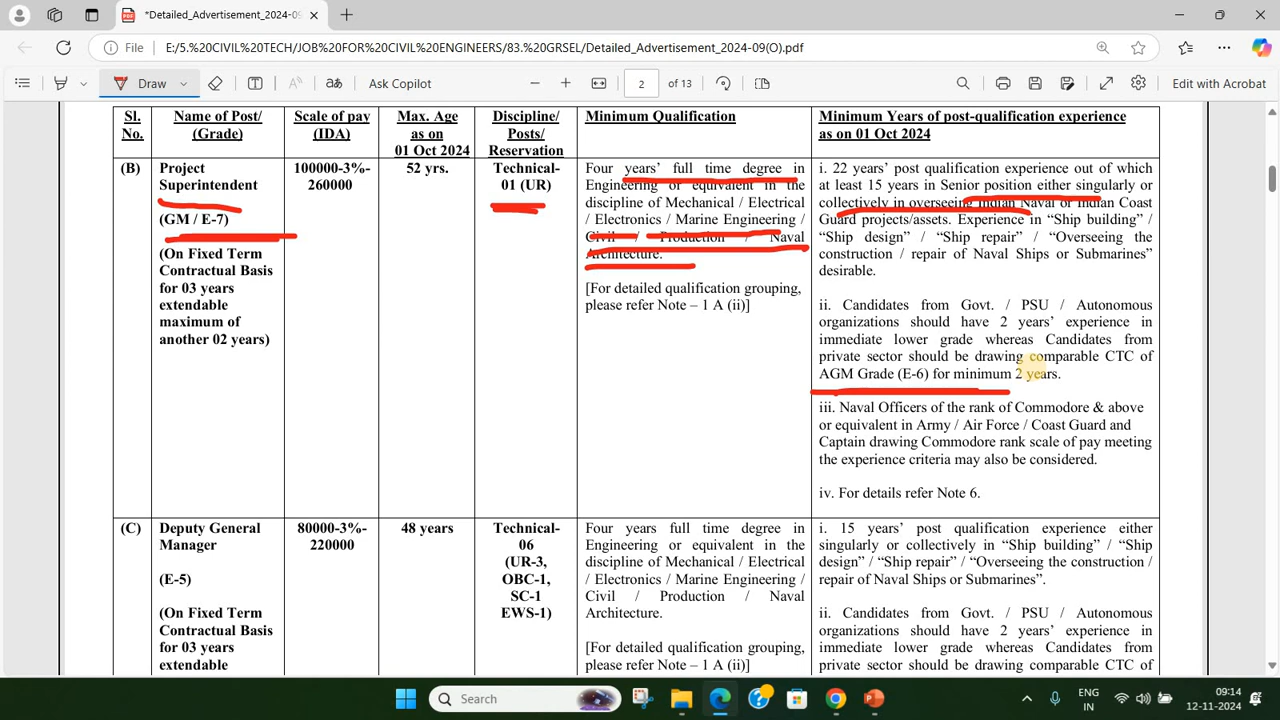 *Detailed_Advertisement_2024-09
File
E:/5.%20CIVIL%20TECH/JOB%20FOR%20CIVIL%20ENGINEERS/83.%20GRSEL/Detailed_Advertisement_2024-09(O).pdf
Draw
aあ
Ask Copilot
2
of 13
Edit with Acrobat
Sl.
No.
Name of Post/
(Grade)
Scale of pay
(IDA)
Max. Age
as on
01 Oct 2024
Discipline/
Posts/
Reservation
Minimum Qualification
Minimum Years of post-qualification experience
as on 01 Oct 2024
(B)
Project
Superintendent
(GM / E-7)
(On Fixed Term
Contractual Basis
for 03 years
extendable
maximum of
another 02 years)
100000-3%-
260000
52 yrs.
Technical-
01 (UR)
Four years’ full time degree in
Engineering or equivalent in the
discipline of Mechanical / Electrical
/ Electronics / Marine Engineering /
Civil / Production / Naval
Architecture.
[For detailed qualification grouping,
please refer Note – 1 A (ii)]
i. 22 years’ post qualification experience out of which
at least 15 years in Senior position either singularly or
collectively in overseeing Indian Naval or Indian Coast
Guard projects/assets. Experience in “Ship building” /
“Ship design” / “Ship repair” / “Overseeing the
construction / repair of Naval Ships or Submarines”
desirable.
ii. Candidates from Govt. / PSU / Autonomous
organizations should have 2 years’ experience in
immediate lower grade whereas Candidates from
private sector should be drawing comparable CTC of
AGM Grade (E-6) for minimum 2 years.
iii. Naval Officers of the rank of Commodore & above
or equivalent in Army / Air Force / Coast Guard and
Captain drawing Commodore rank scale of pay meeting
the experience criteria may also be considered.
iv. For details refer Note 6.
(C)
Deputy General
Manager
(E-5)
(On Fixed Term
Contractual Basis
for 03 years
extendable
80000-3%-
220000
48 years
Technical-
06
(UR-3,
OBC-1,
SC-1
EWS-1)
Four years full time degree in
Engineering or equivalent in the
discipline of Mechanical / Electrical
/ Electronics / Marine Engineering /
Civil / Production / Naval
Architecture.
[For detailed qualification grouping,
please refer Note – 1 A (ii)]
i. 15 years’ post qualification experience either
singularly or collectively in “Ship building” / “Ship
design” / “Ship repair” / “Overseeing the construction /
repair of Naval Ships or Submarines”.
ii. Candidates from Govt. / PSU / Autonomous
organizations should have 2 years’ experience in
immediate lower grade whereas Candidates from
private sector should be drawing comparable CTC of
Search
ENG
IN
09:14
12-11-2024